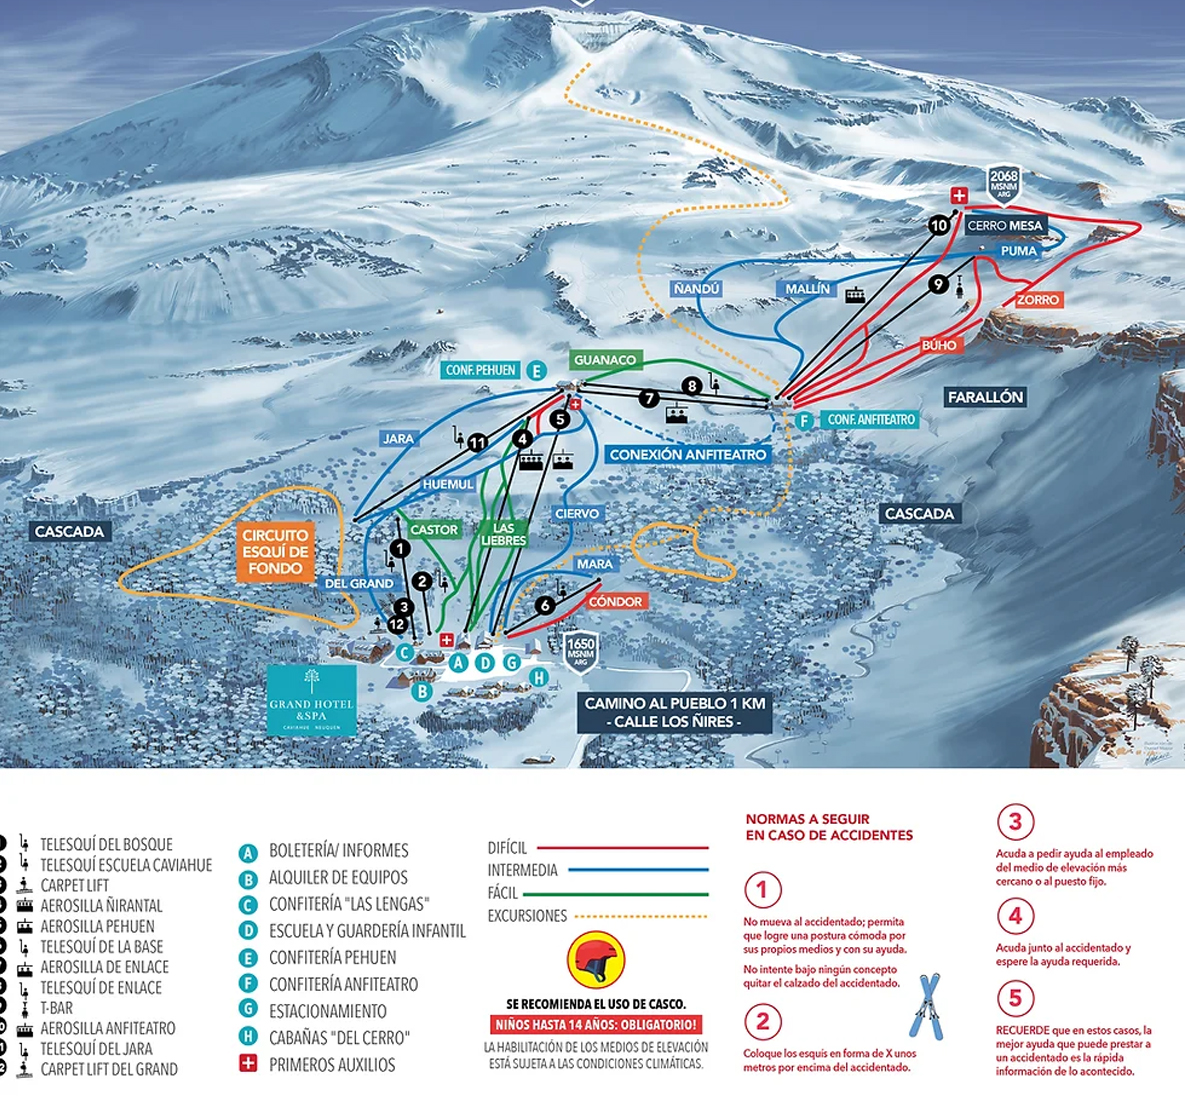 2068
MSNM
ARG
10
CERRO MESA
PUMA
9
ÑANDÚ
MALLÍN
ZORRO
BÚHO
GUANACO
CONF. PEHUEN
E
8
7
FARALLÓN
F
CONF. ANFITEATRO
5
4
11
JARA
CONEXIÓN ANFITEATRO
HUEMUL
CIERVO
CASCADA
CASCADA
CIRCUITO
ESQUÍ DE
FONDO
CASTOR
LAS
LIEBRES
1
2
MARA
DEL GRAND
3
12
6
CÓNDOR
C
A
D
G
B
H
1650
MSNM
ARG
GRAND HOTEL
&SPA
CAVIAHUE NEUQUEN
CAMINO AL PUEBLO 1 KM
- CALLE LOS ÑIRES -
TELESQUÍ DEL BOSQUE
TELESQUÍ ESCUELA CAVIAHUE
CARPET LIFT
AEROSILLA ÑIRANTAL
AEROSILLA PEHUEN
TELESQUÍ DE LA BASE
AEROSILLA DE ENLACE
TELESQUÍ DE ENLACE
T-BAR
AEROSILLA ANFITEATRO
TELESQUÍ DEL JARA
CARPET LIFT DEL GRAND
A BOLETERÍA/ INFORMES
B ALQUILER DE EQUIPOS
C CONFITERÍA "LAS LENGAS"
D ESCUELA Y GUARDERÍA INFANTIL
E CONFITERÍA PEHUEN
F CONFITERÍA ANFITEATRO
G ESTACIONAMIENTO
H CABAÑAS "DEL CERRO"
PRIMEROS AUXILIOS
DIFÍCIL
INTERMEDIA
FÁCIL
EXCURSIONES
SE RECOMIENDA EL USO DE CASCO.
NIÑOS HASTA 14 AÑOS: OBLIGATORIO!
LA HABILITACIÓN DE LOS MEDIOS DE ELEVACIÓN
ESTÁ SUJETA A LAS CONDICIONES CLIMÁTICAS.
NORMAS A SEGUIR
EN CASO DE ACCIDENTES
1
No mueva al accidentado; permita
que logre una postura cómoda por
sus propios medios y con su ayuda.
No intente bajo ningún concepto
quitar el calzado del accidentado.
2
Coloque los esquís en forma de X unos
metros por encima del accidentado.
3
Acuda a pedir ayuda al empleado
del medio de elevación más
cercano o al puesto fijo.
4
Acuda junto al accidentado y
espere la ayuda requerida.
5
RECUERDE que en estos casos, la
mejor ayuda que puede prestar a
un accidentado es la rápida
información de lo acontecido.